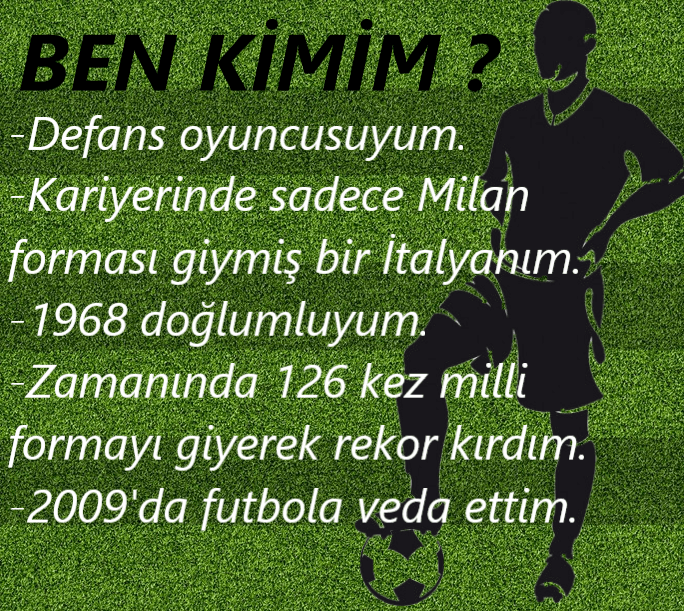 BEN KİMİM ?
-Defans oyuncusuyum.
-Kariyerinde sadece Milan
forması giymiş bir İtalyanım.
-1968 doğlumluyum.
-Zamanında 126 kez milli
formayı giyerek rekor kırdım.
-2009'da futbola veda ettim.